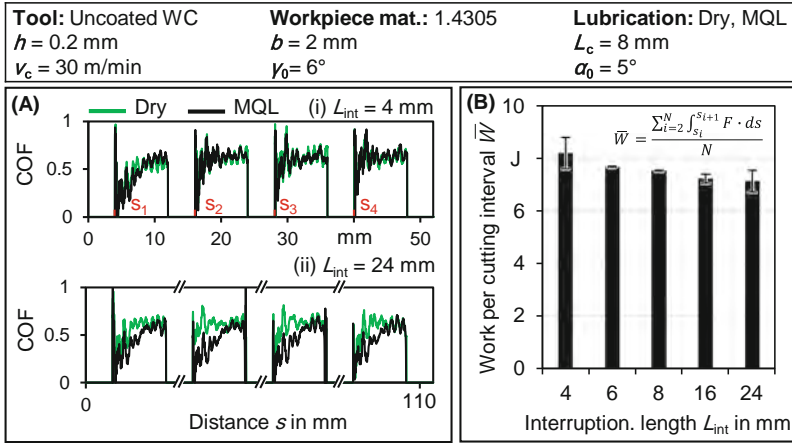 Tool: Uncoated WC Workpiece mat.: 1.4305 Lubrication: Dry, MQL
h = 0.2 mm b = 2 mm Lc = 8 mm
vc = 30 m/min γ0= 6° α0 = 5°
(A) Dry MQL (i) Lint = 4 mm
COF
1
0.5
0
s1 s2 s3 s4
0 10 20 30 mm 50
(ii) Lint = 24 mm
COF
1
0.5
0
0 110
Distance s in mm
(B)
Work per cutting interval W̅
10
J
6
4
2
0
W̅ = ∑_{i=2}^{N} ∫_{s_i}^{s_{i+1}} F · ds / N
4 6 8 16 24
Interruption. length Lint in mm